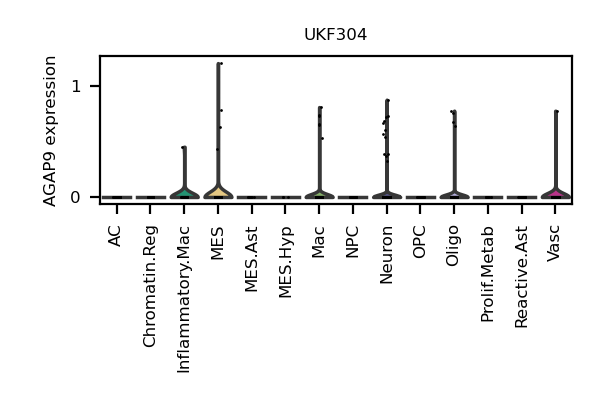 UKF304
AGAP9 expression
1
0
AC
Chromatin.Reg
Inflammatory.Mac
MES
MES.Ast
MES.Hyp
Mac
NPC
Neuron
OPC
Oligo
Prolif.Metab
Reactive.Ast
Vasc